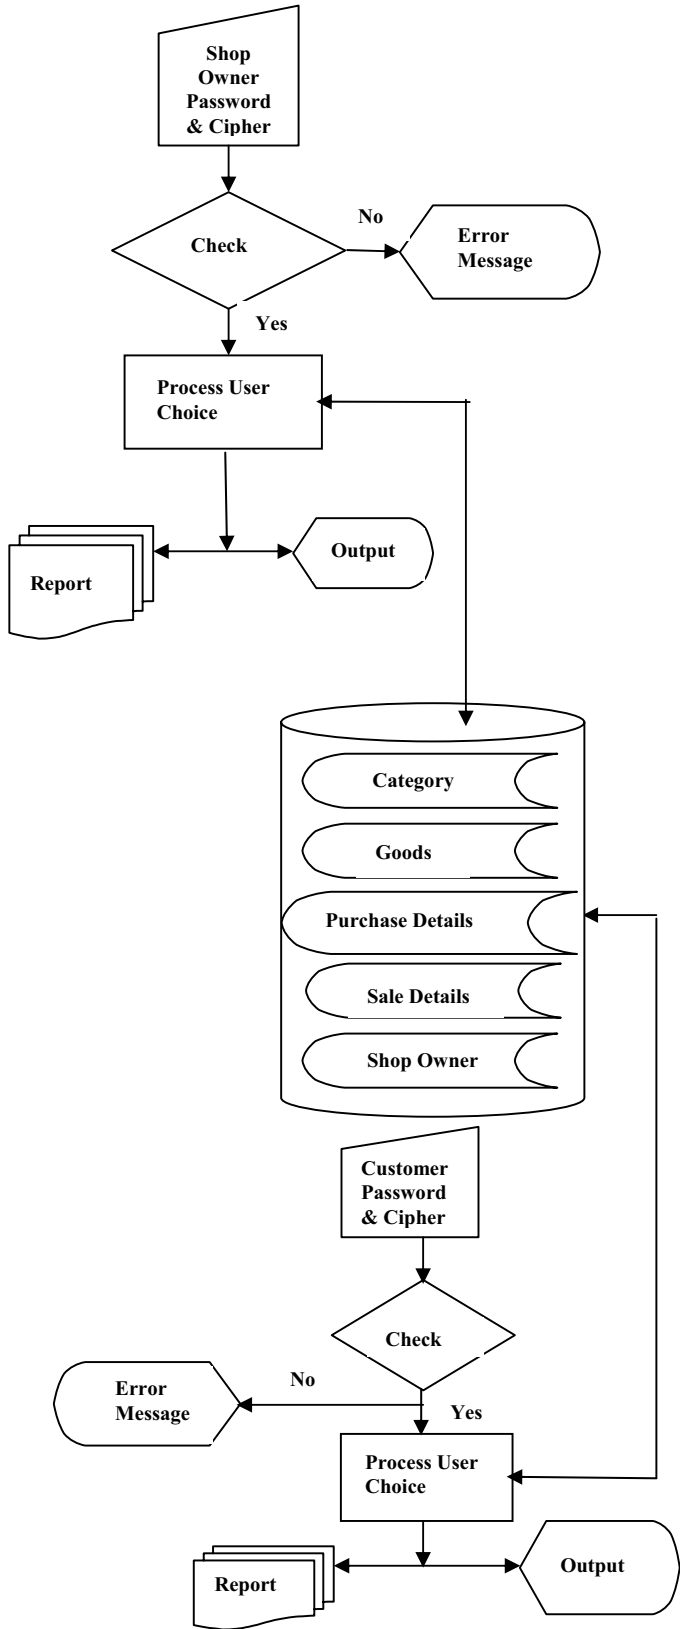 Shop
Owner
Password
& Cipher
No
Check
Error
Message
Yes
Process User
Choice
Output
Report
Category
Goods
Purchase Details
Sale Details
Shop Owner
Customer
Password
& Cipher
Check
No
Error
Message
Yes
Process User
Choice
Report
Output